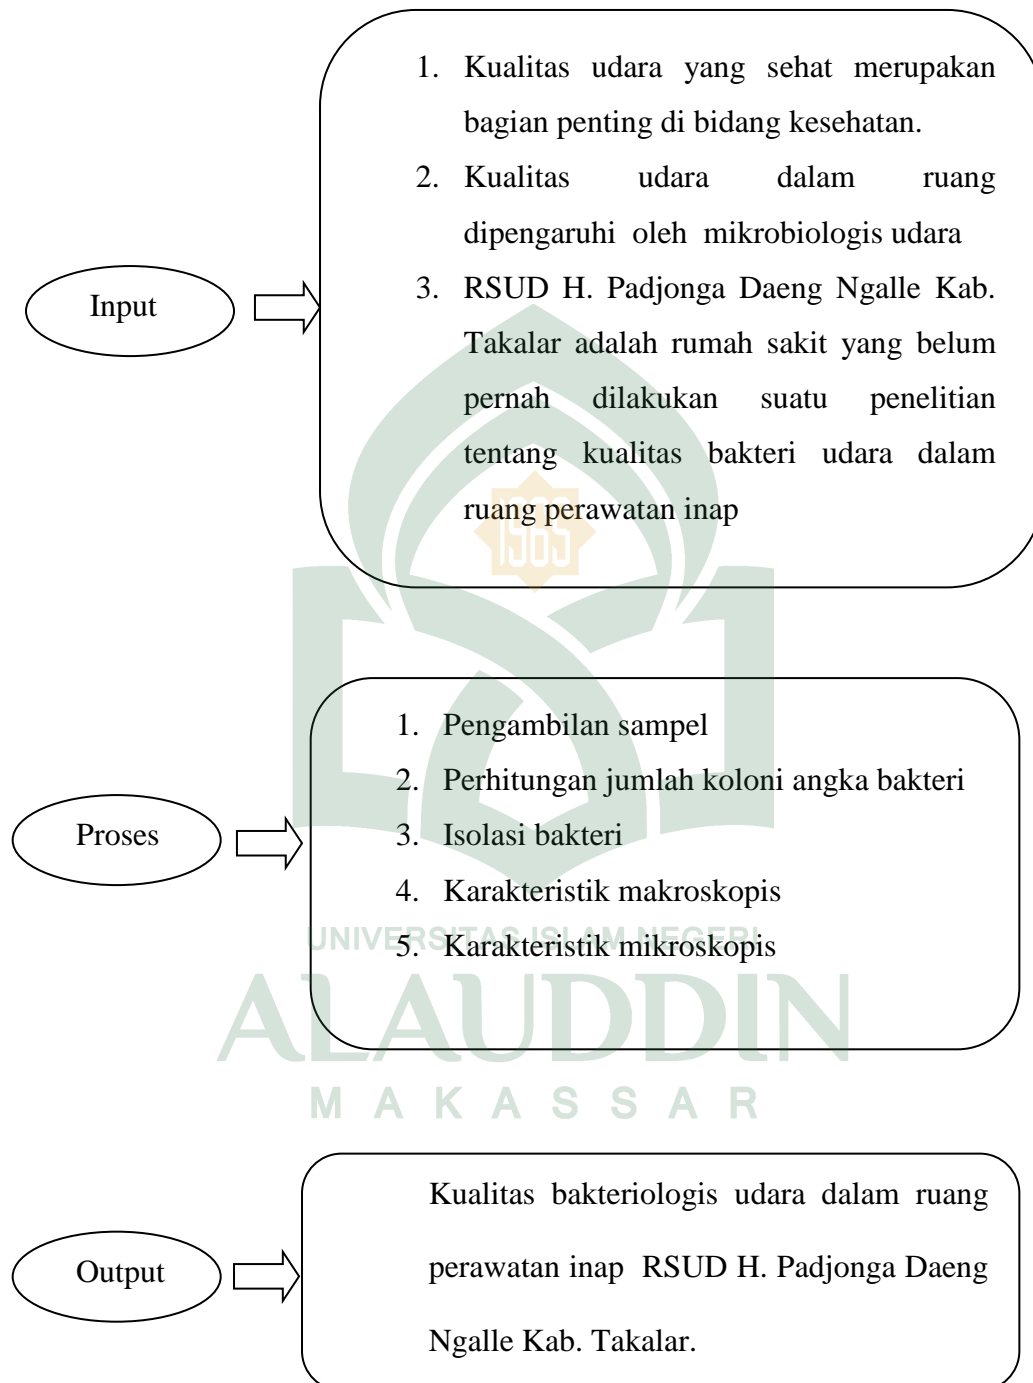 1. Kualitas udara yang sehat merupakan
bagian penting di bidang kesehatan.
2. Kualitas udara dalam ruang
dipengaruhi oleh mikrobiologis udara
3. RSUD H. Padjonga Daeng Ngalle Kab.
Input
Takalar adalah rumah sakit yang belum
pernah dilakukan suatu penelitian
tentang kualitas bakteri udara dalam
ruang perawatan inap
1965
1. Pengambilan sampel
2. Perhitungan jumlah koloni angka bakteri
Proses
3. Isolasi bakteri
4. Karakteristik makroskopis
UNIVERSITAS ISLAM NEGERI
5. Karakteristik mikroskopis
ALAUDDIN
MAKASSAR
Kualitas bakteriologis udara dalam ruang
Output
perawatan inap RSUD H. Padjonga Daeng
Ngalle Kab. Takalar.